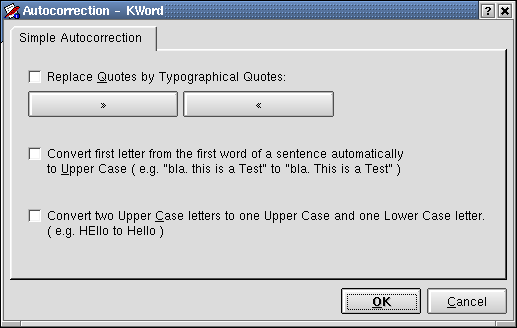 Autocorrection - KWord
Simple Autocorrection
Replace Quotes by Typographical Quotes:
» «
Convert first letter from the first word of a sentence automatically
to Upper Case ( e.g. "bla. this is a Test" to "bla. This is a Test" )
Convert two Upper Case letters to one Upper Case and one Lower Case letter.
( e.g. HEllo to Hello )
OK Cancel